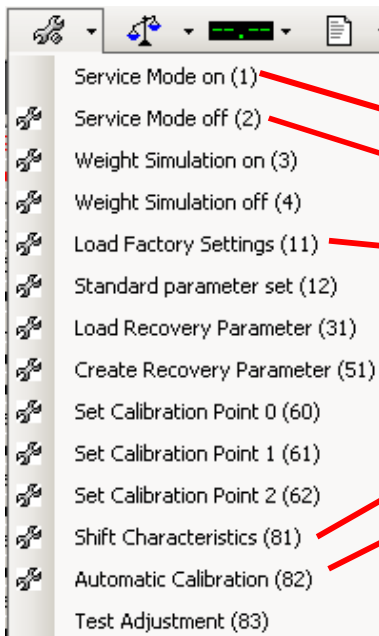 --.--
Service Mode on (1)
Service Mode off (2)
Weight Simulation on (3)
Weight Simulation off (4)
Load Factory Settings (11)
Standard parameter set (12)
Load Recovery Parameter (31)
Create Recovery Parameter (51)
Set Calibration Point 0 (60)
Set Calibration Point 1 (61)
Set Calibration Point 2 (62)
Shift Characteristics (81)
Automatic Calibration (82)
Test Adjustment (83)